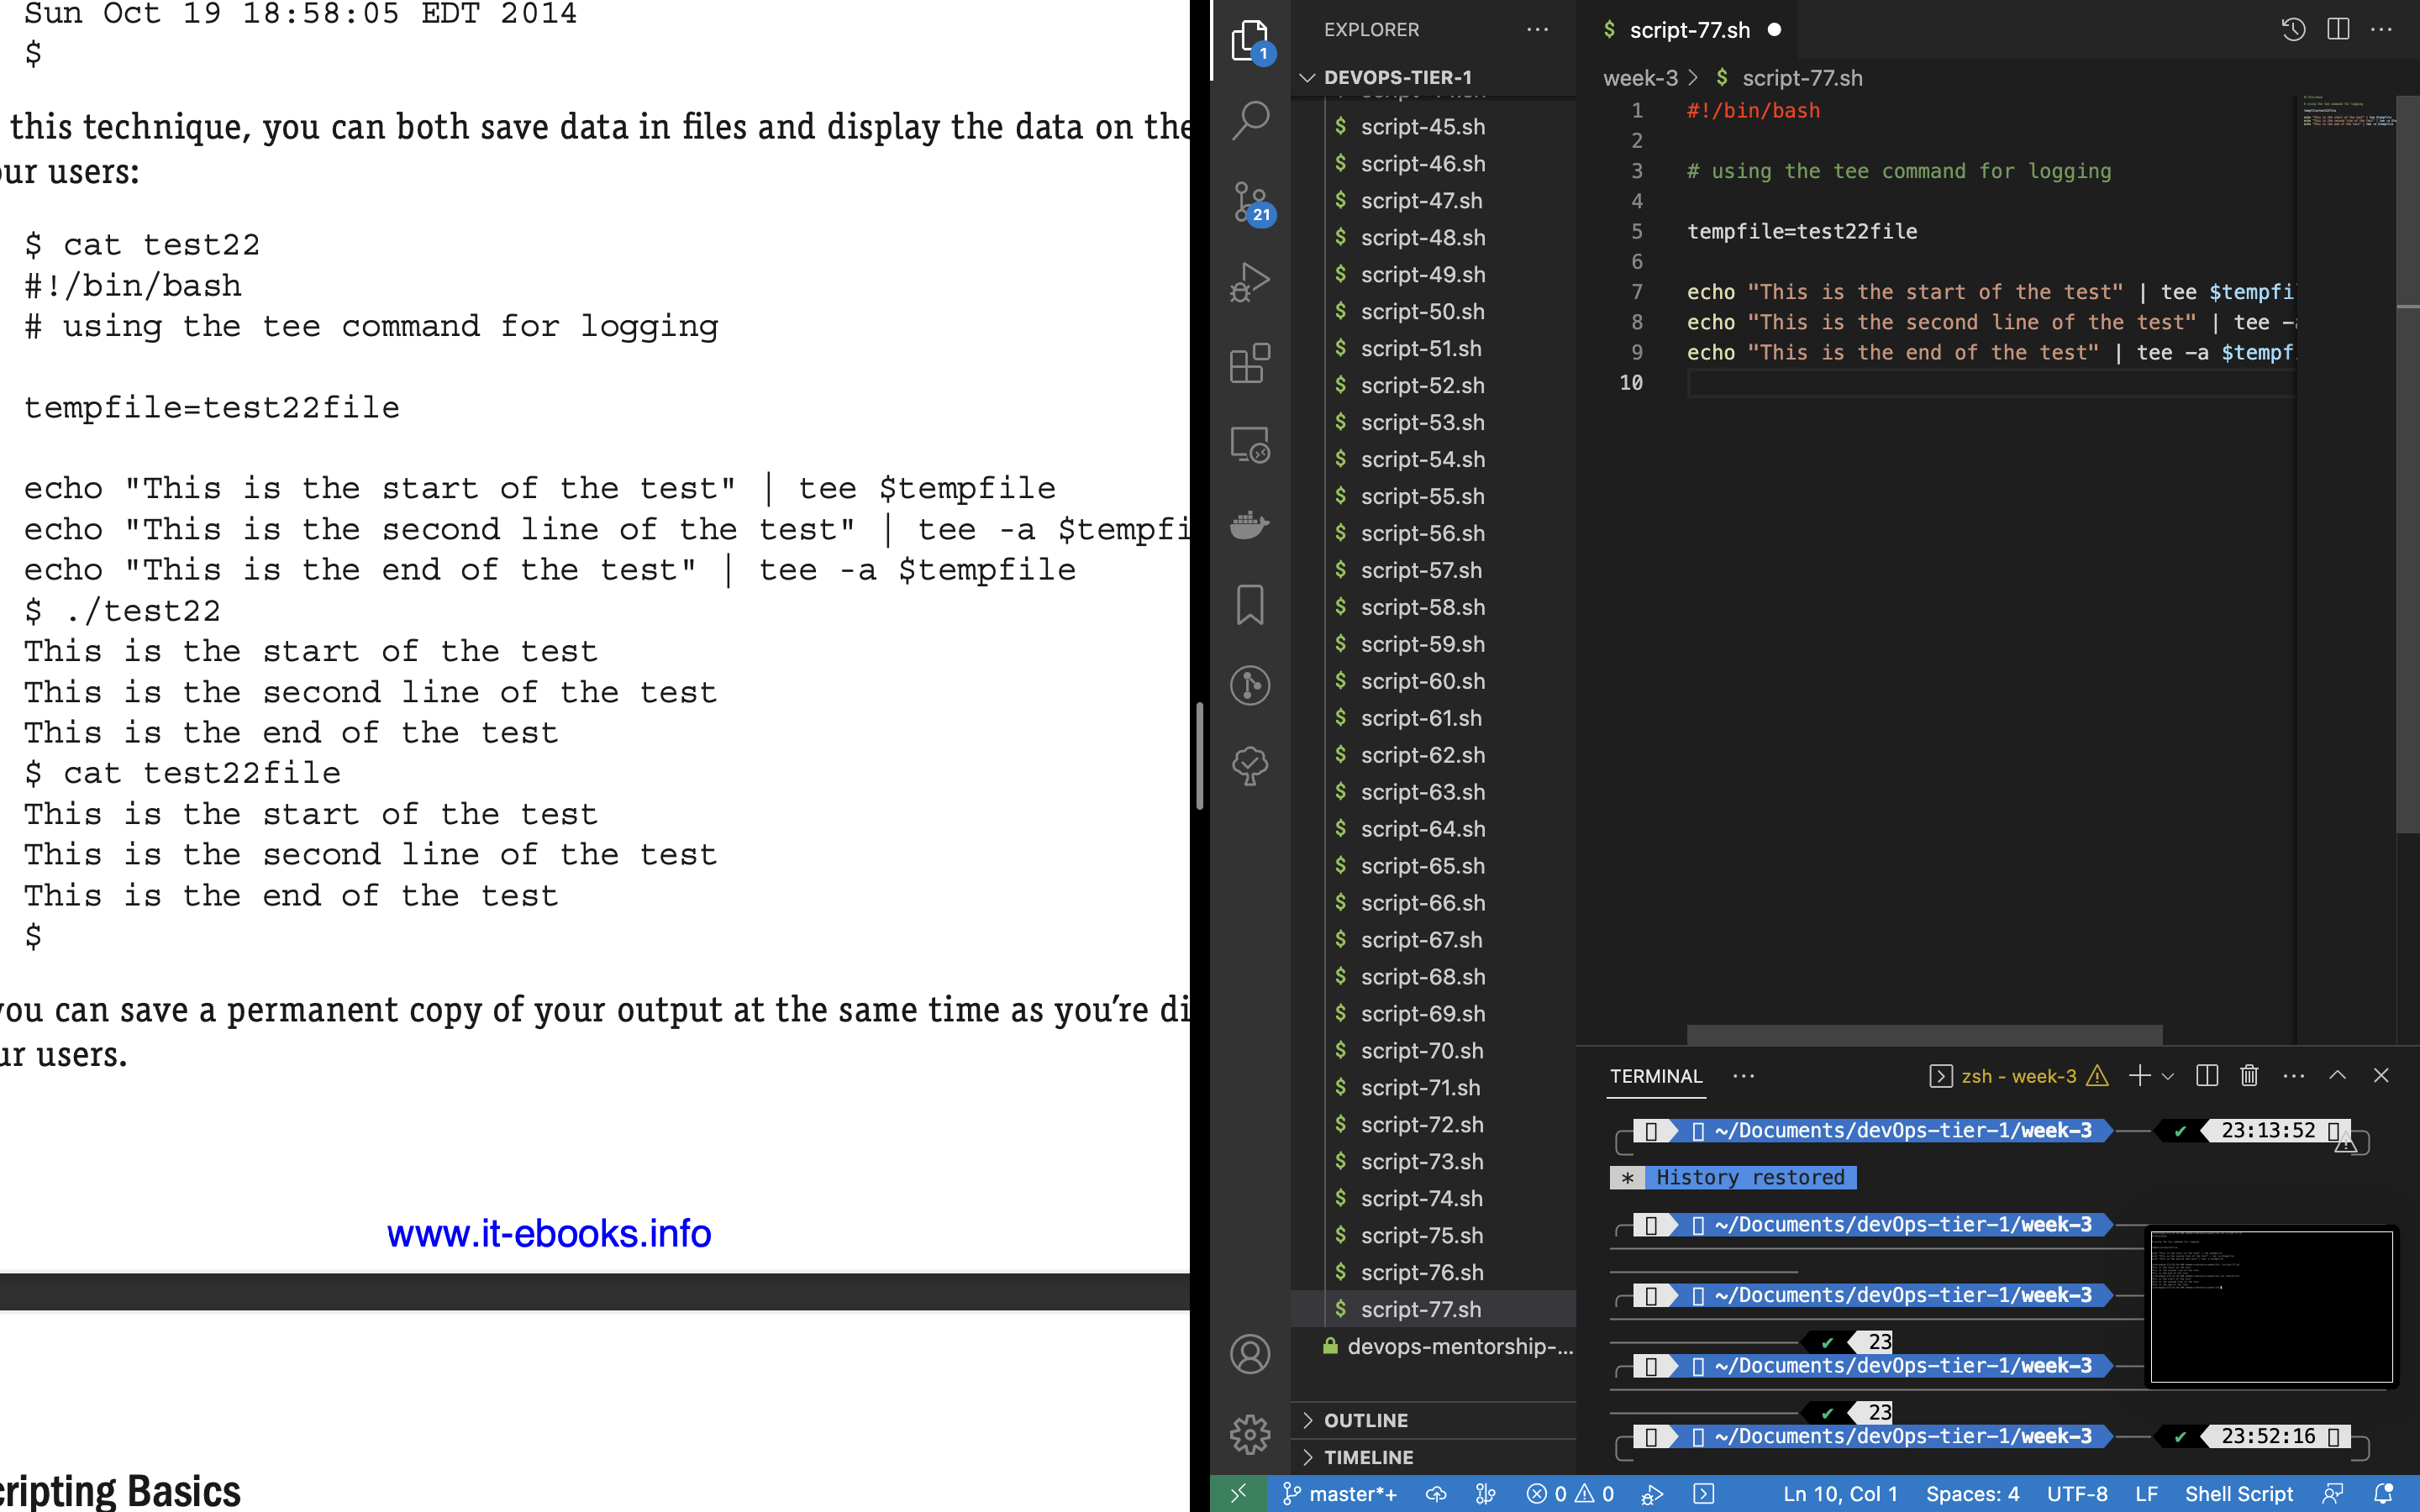 Sun Oct 19 18:58:05 EDT 2014
$
this technique, you can both save data in files and display the data on the
ur users:
$ cat test22
#!/bin/bash
# using the tee command for logging
tempfile=test22file
echo "This is the start of the test" | tee $tempfile
echo "This is the second line of the test" | tee -a $tempfi
echo "This is the end of the test" | tee -a $tempfile
$ ./test22
This is the start of the test
This is the second line of the test
This is the end of the test
$ cat test22file
This is the start of the test
This is the second line of the test
This is the end of the test
$
you can save a permanent copy of your output at the same time as you're di
ur users.
www.it-ebooks.info
cripting Basics
1
21
EXPLORER
DEVOPS-TIER-1
script-45.sh
script-46.sh
script-47.sh
script-48.sh
script-49.sh
script-50.sh
script-51.sh
script-52.sh
script-53.sh
script-54.sh
script-55.sh
script-56.sh
script-57.sh
script-58.sh
script-59.sh
script-60.sh
script-61.sh
script-62.sh
script-63.sh
script-64.sh
script-65.sh
script-66.sh
script-67.sh
script-68.sh
script-69.sh
script-70.sh
script-71.sh
script-72.sh
script-73.sh
script-74.sh
script-75.sh
script-76.sh
script-77.sh
devops-mentorship-...
OUTLINE
TIMELINE
$ script-77.sh
week-3 > $ script-77.sh
1 #!/bin/bash
2
3 # using the tee command for logging
4
5 tempfile=test22file
6
7 echo "This is the start of the test" | tee $tempfi
8 echo "This is the second line of the test" | tee -a
9 echo "This is the end of the test" | tee -a $tempf
10
TERMINAL
zsh - week-3
~/Documents/devOps-tier-1/week-3 ✔ 23:13:52
* History restored
~/Documents/devOps-tier-1/week-3
~/Documents/devOps-tier-1/week-3
✔ 23
~/Documents/devOps-tier-1/week-3
✔ 23
~/Documents/devOps-tier-1/week-3 ✔ 23:52:16
master*+ 0 0 Ln 10, Col 1 Spaces: 4 UTF-8 LF Shell Script